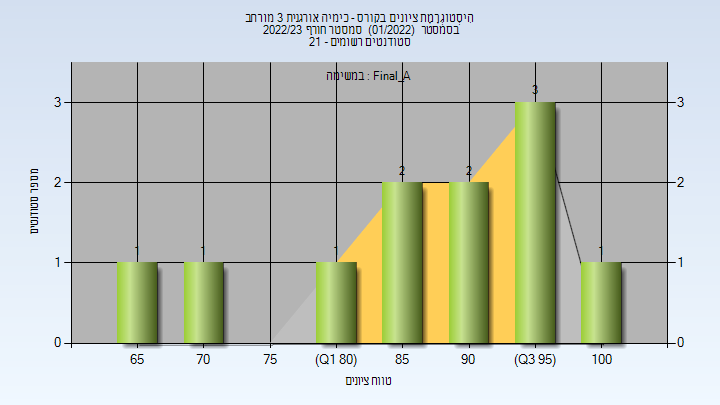 היסטוגרמת ציונים בקורס - כימיה אורגנית 3 מורחב
בסמסטר (01/2022) סמסטר חורף 2022/23
סטודנטים רשומים - 21
במשימה : Final_A
מספר סטודנטים
3
2
1
0
3
2
1
0
1
1
1
2
2
3
1
65
70
75
(Q1 80)
85
90
(Q3 95)
100
טווח ציונים